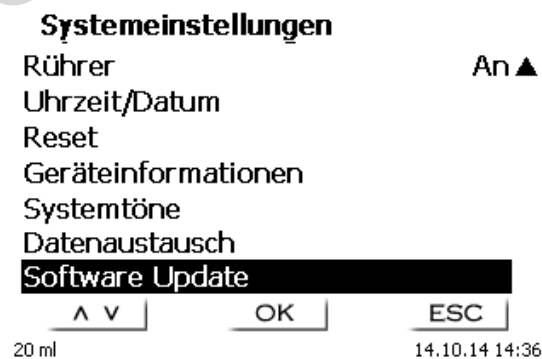 Systemeinstellungen
Rührer An ▲
Uhrzeit/Datum
Reset
Geräteinformationen
Systemtöne
Datenaustausch
Software Update
∧ ∨ OK ESC
20 ml 14.10.14 14:36